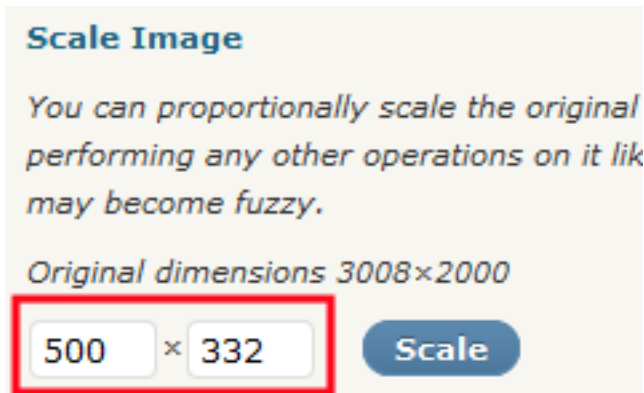 Scale Image
You can proportionally scale the original
performing any other operations on it
may become fuzzy.
Original dimensions 3008×2000
500 × 332 Scale